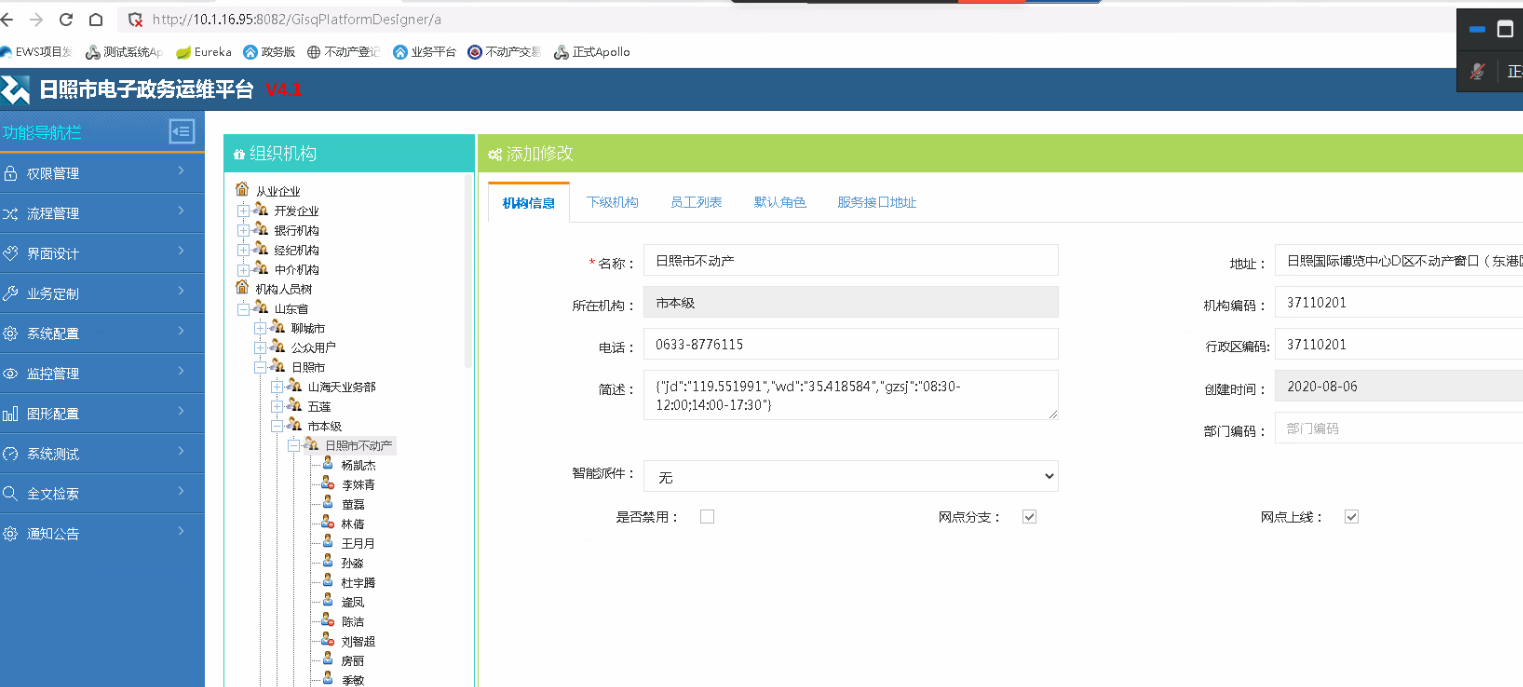 http://10.1.16.95:8082/GisqPlatformDesigner/a
EWS项目发 测试系统Ap Eureka 政务版 不动产登记 业务平台 不动产交易 正式Apollo
日照市电子政务运维平台 V4.1
功能导航栏
权限管理
流程管理
界面设计
业务定制
系统配置
监控管理
图形配置
系统测试
全文检索
通知公告
组织机构
从业企业
开发企业
银行机构
经纪机构
中介机构
机构人员树
山东省
聊城市
公众用户
日照市
山海天业务部
五莲
市本级
日照市不动产
杨凯杰
李姝青
董磊
林倩
王月月
孙淼
杜宇腾
逄凤
陈洁
刘智超
房丽
季敏
添加修改
机构信息 下级机构 员工列表 默认角色 服务接口地址
*名称： 日照市不动产
地址： 日照国际博览中心D区不动产窗口（东港区
所在机构： 市本级
机构编码： 37110201
电话： 0633-8776115
行政区编码: 37110201
简述： {"jd":"119.551991","wd":"35.418584","gzsj":"08:30-
12:00;14:00-17:30"}
创建时间： 2020-08-06
部门编码： 部门编码
智能派件： 无
是否禁用： 网点分支： 网点上线：